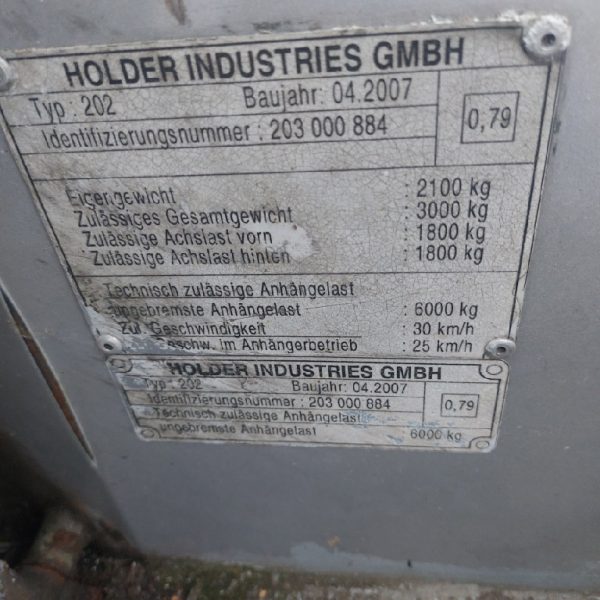 HOLDER INDUSTRIES GMBH
Typ : 202 Baujahr: 04.2007
Identifizierungsnummer : 203 000 884
0,79
Eigengewicht : 2100 kg
Zulässiges Gesamtgewicht : 3000 kg
Zulässige Achslast vorn : 1800 kg
Zulässige Achslast hinten : 1800 kg
Technisch zulässige Anhängelast
ungebremste Anhängelast : 6000 kg
Zul. Geschwindigkeit : 30 km/h
Geschw. im Anhängerbetrieb : 25 km/h
HOLDER INDUSTRIES GMBH
Typ : 202 Baujahr: 04.2007
Identifizierungsnummer : 203 000 884
0,79
Technisch zulässige Anhängelast
ungebremste Anhängelast 6000 kg